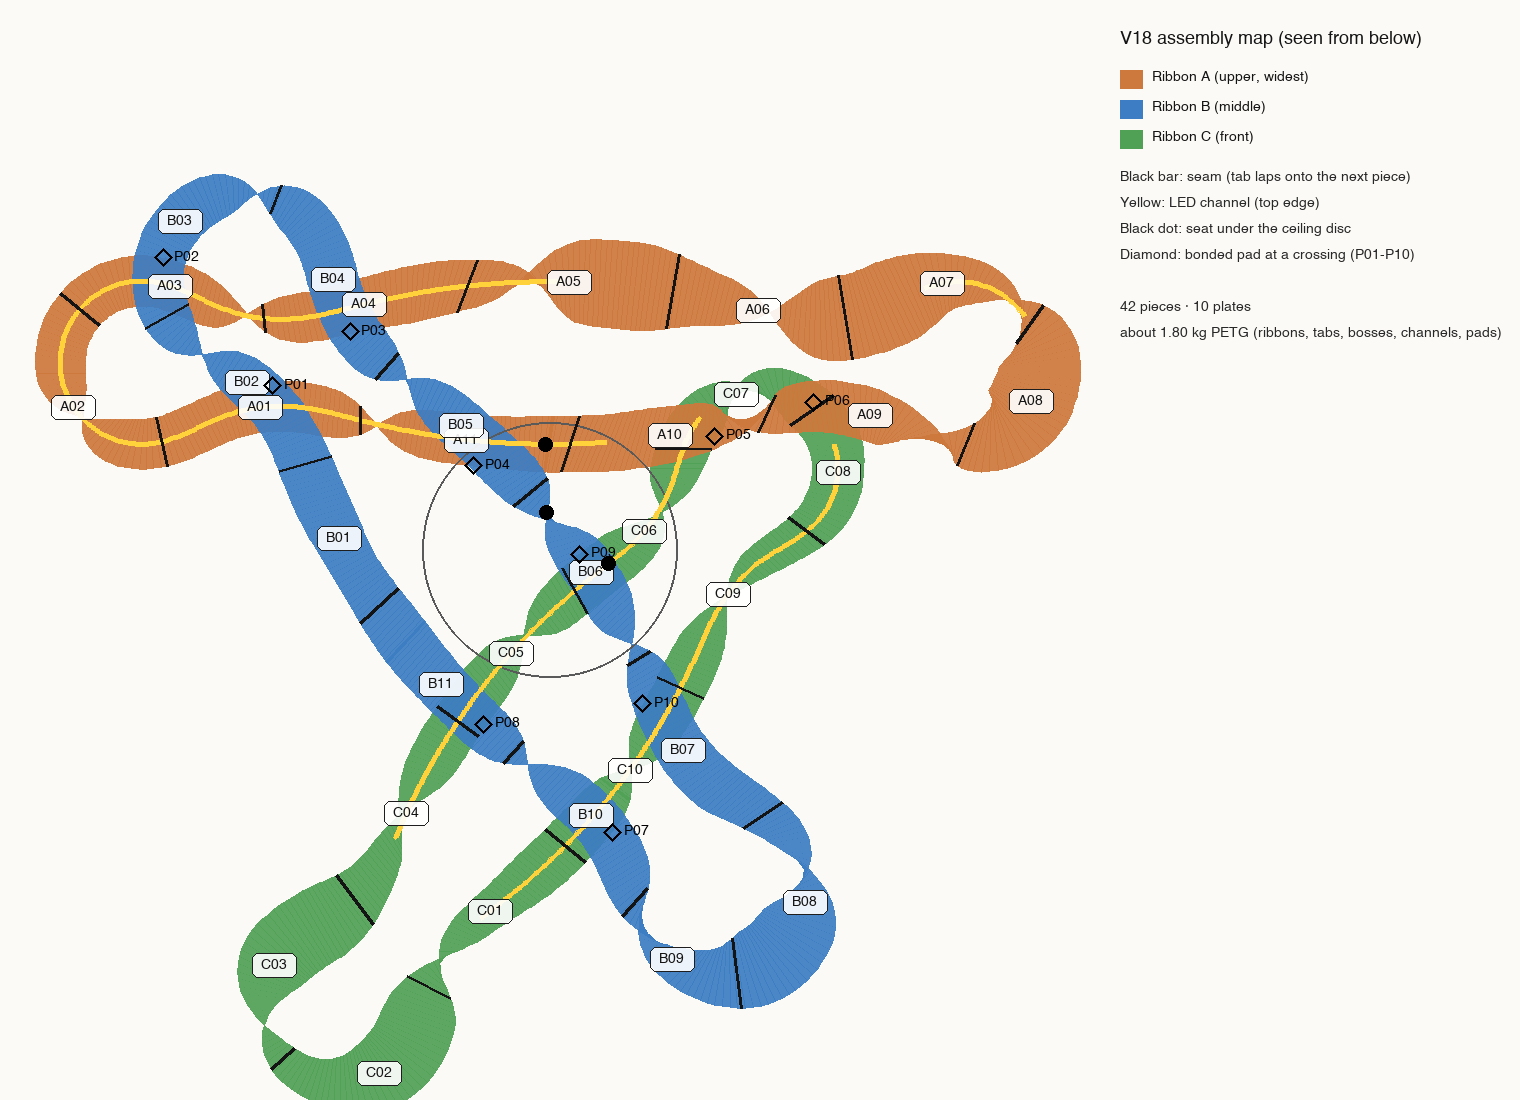 V18 assembly map (seen from below)
Ribbon A (upper, widest)
Ribbon B (middle)
Ribbon C (front)
Black bar: seam (tab laps onto the next piece)
Yellow: LED channel (top edge)
Black dot: seat under the ceiling disc
Diamond: bonded pad at a crossing (P01-P10)
42 pieces · 10 plates
about 1.80 kg PETG (ribbons, tabs, bosses, channels, pads)
B03
P02
A03
B04
A04
P03
A05
A06
A07
B02
P01
A02
A01
B05
A11
P04
A10
P05
C07
P06
A09
A08
C08
B01
C06
P09
B06
C09
C05
B11
P08
P10
B07
C10
C04
B10
P07
C01
B08
B09
C03
C02